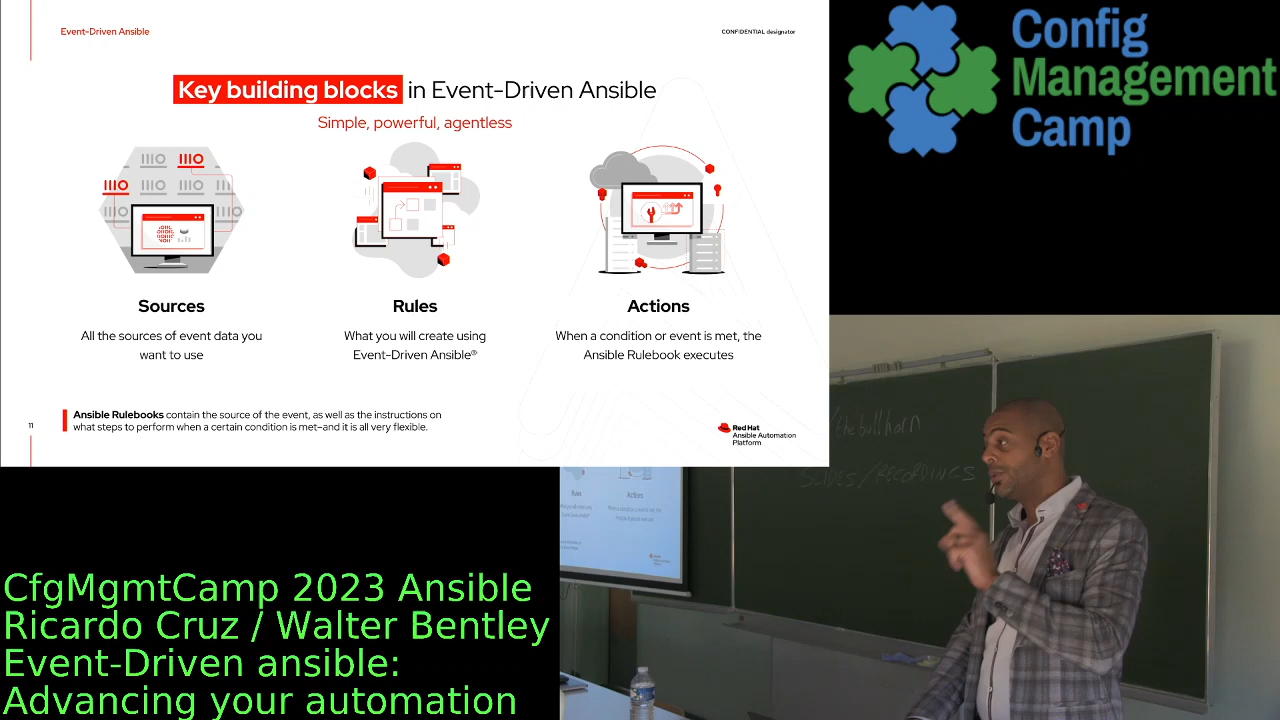 Event-Driven Ansible
CONFIDENTIAL designator
Key building blocks in Event-Driven Ansible
Simple, powerful, agentless
Sources
All the sources of event data you
want to use
Rules
What you will create using
Event-Driven Ansible®
Actions
When a condition or event is met, the
Ansible Rulebook executes
11
Ansible Rulebooks contain the source of the event, as well as the instructions on
what steps to perform when a certain condition is met–and it is all very flexible.
Red Hat
Ansible Automation
Platform
Config
Management
Camp
/thebullhorn
SLIDES/RECORDINGS
Rules
Actions
CfgMgmtCamp 2023 Ansible
Ricardo Cruz / Walter Bentley
Event-Driven ansible:
Advancing your automation